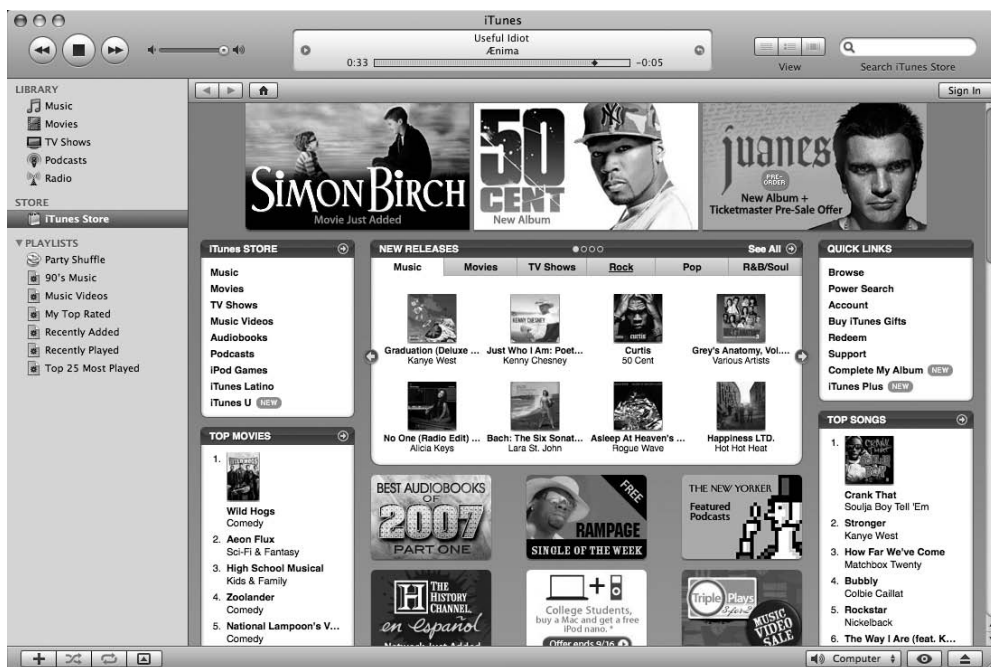 iTunes
Useful Idiot
Ænima
0:33
-0:05
View
Search iTunes Store
LIBRARY
Music
Movies
TV Shows
Podcasts
Radio
STORE
iTunes Store
PLAYLISTS
Party Shuffle
90's Music
Music Videos
My Top Rated
Recently Added
Recently Played
Top 25 Most Played
Sign In
SIMON BIRCH
Movie Just Added
50
CENT
New Album
juanes
PRE-
ORDER
New Album +
Ticketmaster Pre-Sale Offer
iTunes STORE
Music
Movies
TV Shows
Music Videos
Audiobooks
Podcasts
iPod Games
iTunes Latino
iTunes U NEW
TOP MOVIES
1.
Wild Hogs
Comedy
2. Aeon Flux
Sci-Fi & Fantasy
3. High School Musical
Kids & Family
4. Zoolander
Comedy
5. National Lampoon's V...
Comedy
NEW RELEASES
See All
Music Movies TV Shows Rock Pop R&B/Soul
Graduation (Deluxe ...
Kanye West
Just Who I Am: Poet...
Kenny Chesney
Curtis
50 Cent
Grey's Anatomy, Vol....
Various Artists
No One (Radio Edit) ...
Alicia Keys
Bach: The Six Sonat...
Lara St. John
Asleep At Heaven's ...
Rogue Wave
Happiness LTD.
Hot Hot Heat
BEST AUDIOBOOKS
OF
2007
PART ONE
FREE
RAMPAGE
SINGLE OF THE WEEK
THE NEW YORKER
Featured
Podcasts
H THE
HISTORY
CHANNEL.
en Español
Network Just Added
College Students,
buy a Mac and get a free
iPod nano. *
Offer ends 9/16
Triple Plays
3 for 2
MUSIC
VIDEO
SALE
QUICK LINKS
Browse
Power Search
Account
Buy iTunes Gifts
Redeem
Support
Complete My Album NEW
iTunes Plus NEW
TOP SONGS
1.
Crank That
Soulja Boy Tell 'Em
2. Stronger
Kanye West
3. How Far We've Come
Matchbox Twenty
4. Bubbly
Colbie Caillat
5. Rockstar
Nickelback
6. The Way I Are (feat. K...
Computer